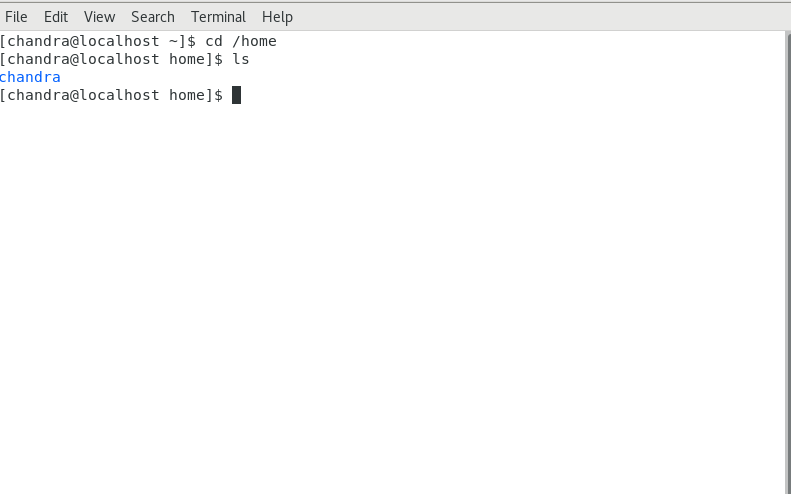 File Edit View Search Terminal Help
[chandra@localhost ~]$ cd /home
[chandra@localhost home]$ ls
chandra
[chandra@localhost home]$